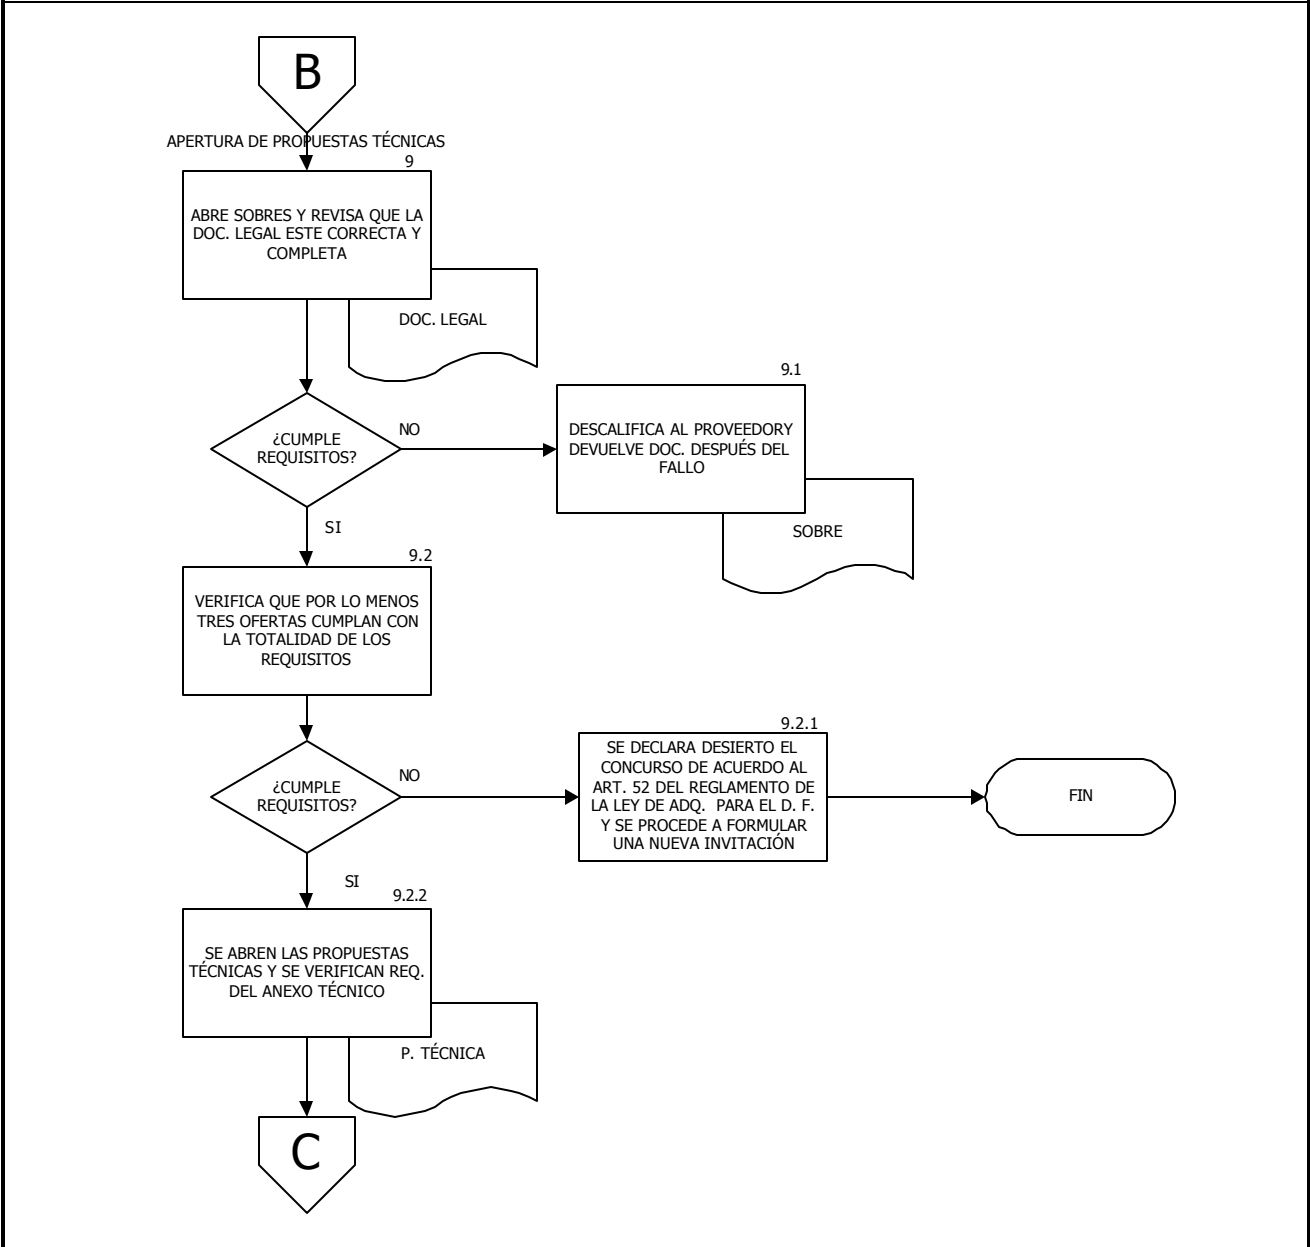 B
APERTURA DE PROPUESTAS TÉCNICAS
9
ABRE SOBRES Y REVISA QUE LA
DOC. LEGAL ESTE CORRECTA Y
COMPLETA
DOC. LEGAL
¿CUMPLE
REQUISITOS?
NO
9.1
DESCALIFICA AL PROVEEDORY
DEVUELVE DOC. DESPUÉS DEL
FALLO
SOBRE
SI
9.2
VERIFICA QUE POR LO MENOS
TRES OFERTAS CUMPLAN CON
LA TOTALIDAD DE LOS
REQUISITOS
¿CUMPLE
REQUISITOS?
NO
9.2.1
SE DECLARA DESIERTO EL
CONCURSO DE ACUERDO AL
ART. 52 DEL REGLAMENTO DE
LA LEY DE ADQ. PARA EL D. F.
Y SE PROCEDE A FORMULAR
UNA NUEVA INVITACIÓN
FIN
SI
9.2.2
SE ABREN LAS PROPUESTAS
TÉCNICAS Y SE VERIFICAN REQ.
DEL ANEXO TÉCNICO
P. TÉCNICA
C